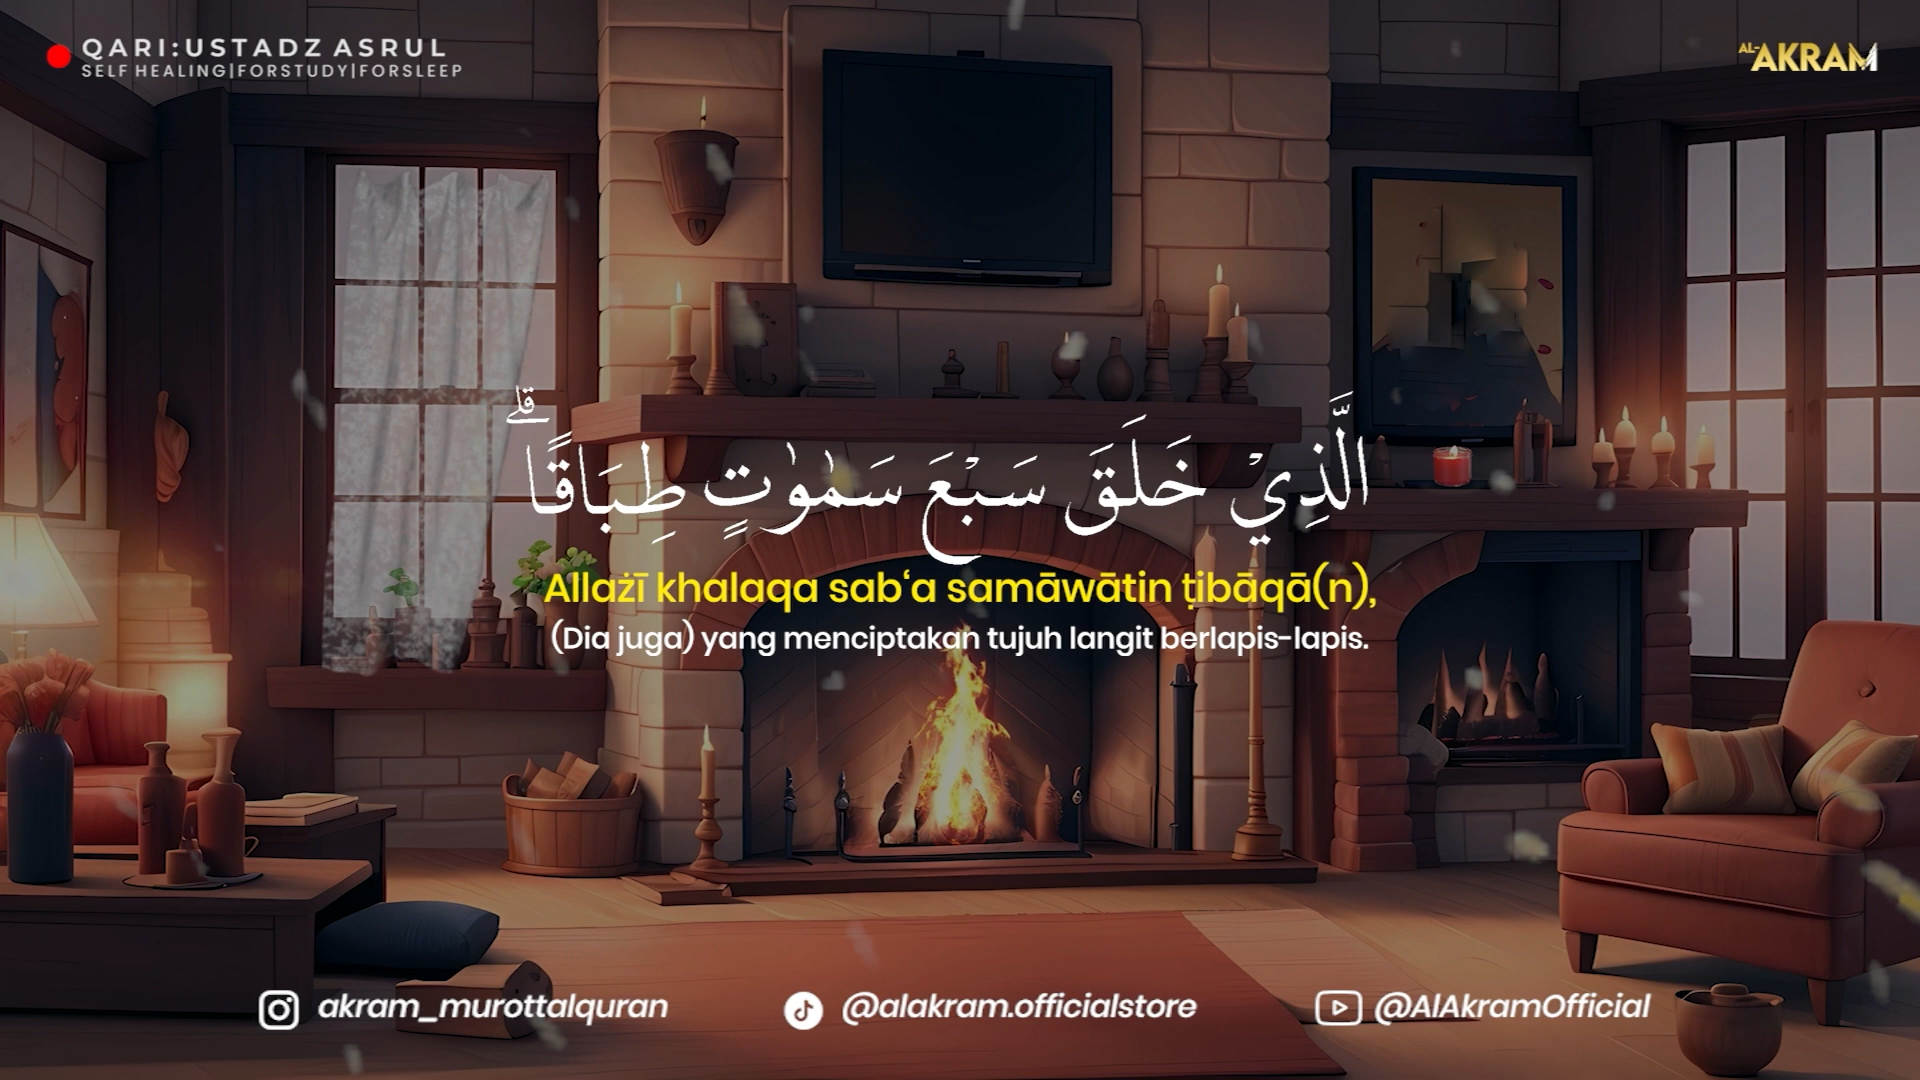 QARI:USTADZ ASRUL
SELF HEALING|FORSTUDY|FORSLEEP
AL-AKRAM
الَّذِيْ خَلَقَ سَبْعَ سَمٰوٰتٍ طِبَاقًاۗ
Allażī khalaqa sab‘a samāwātin ṭibāqā(n),
(Dia juga) yang menciptakan tujuh langit berlapis-lapis.
akram_murottalquran
@alakram.officialstore
@AlAkramOfficial